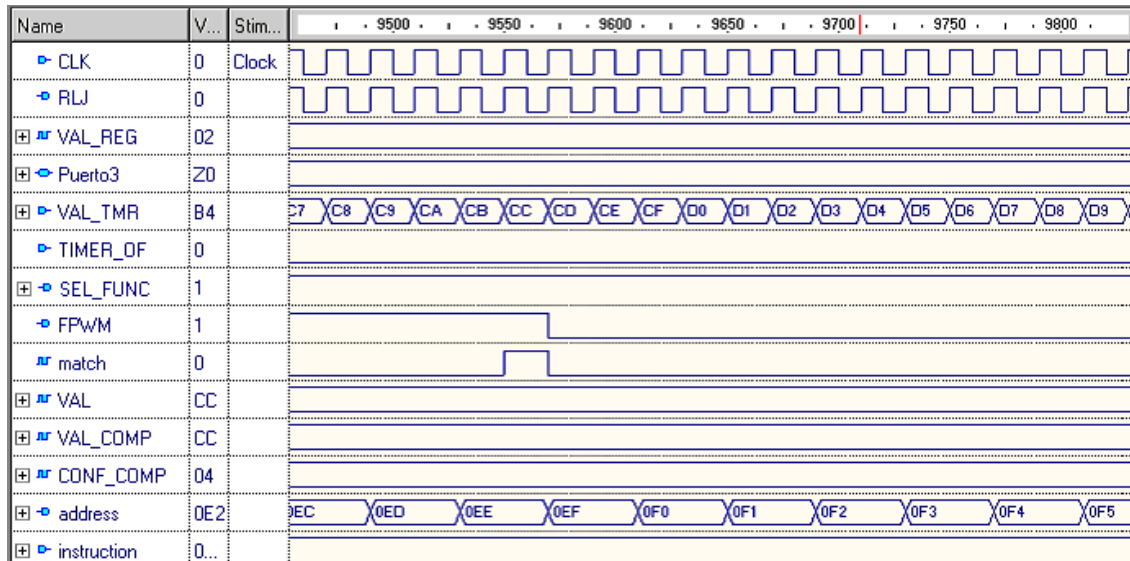 Name V... Stim... 9500 9550 9600 9650 9700 9750 9800
CLK 0 Clock
RLJ 0
VAL_REG 02
Puerto3 Z0
VAL_TMR B4 C7 C8 C9 CA CB CC CD CE CF D0 D1 D2 D3 D4 D5 D6 D7 D8 D9
TIMER_OF 0
SEL_FUNC 1
FPWM 1
match 0
VAL CC
VAL_COMP CC
CONF_COMP 04
address 0E2 0EC 0ED 0EE 0EF 0F0 0F1 0F2 0F3 0F4 0F5
instruction 0...